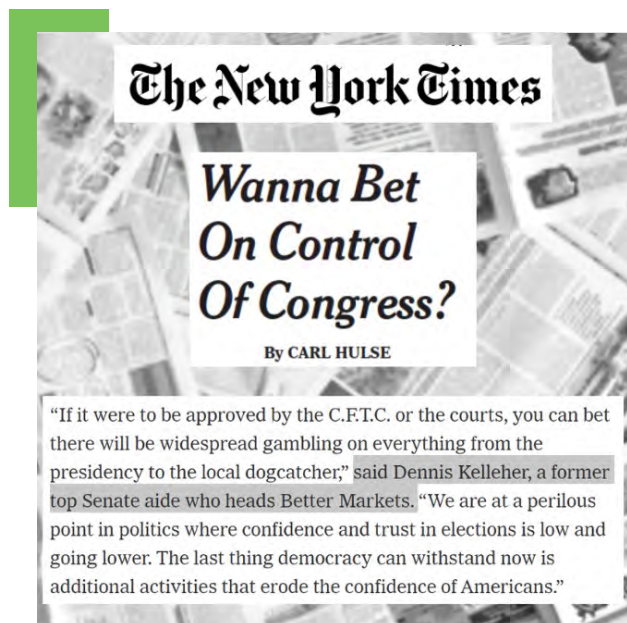 The New York Times
Wanna Bet
On Control
Of Congress?
By CARL HULSE
“If it were to be approved by the C.F.T.C. or the courts, you can bet
there will be widespread gambling on everything from the
presidency to the local dogcatcher,” said Dennis Kelleher, a former
top Senate aide who heads Better Markets. “We are at a perilous
point in politics where confidence and trust in elections is low and
going lower. The last thing democracy can withstand now is
additional activities that erode the confidence of Americans.”